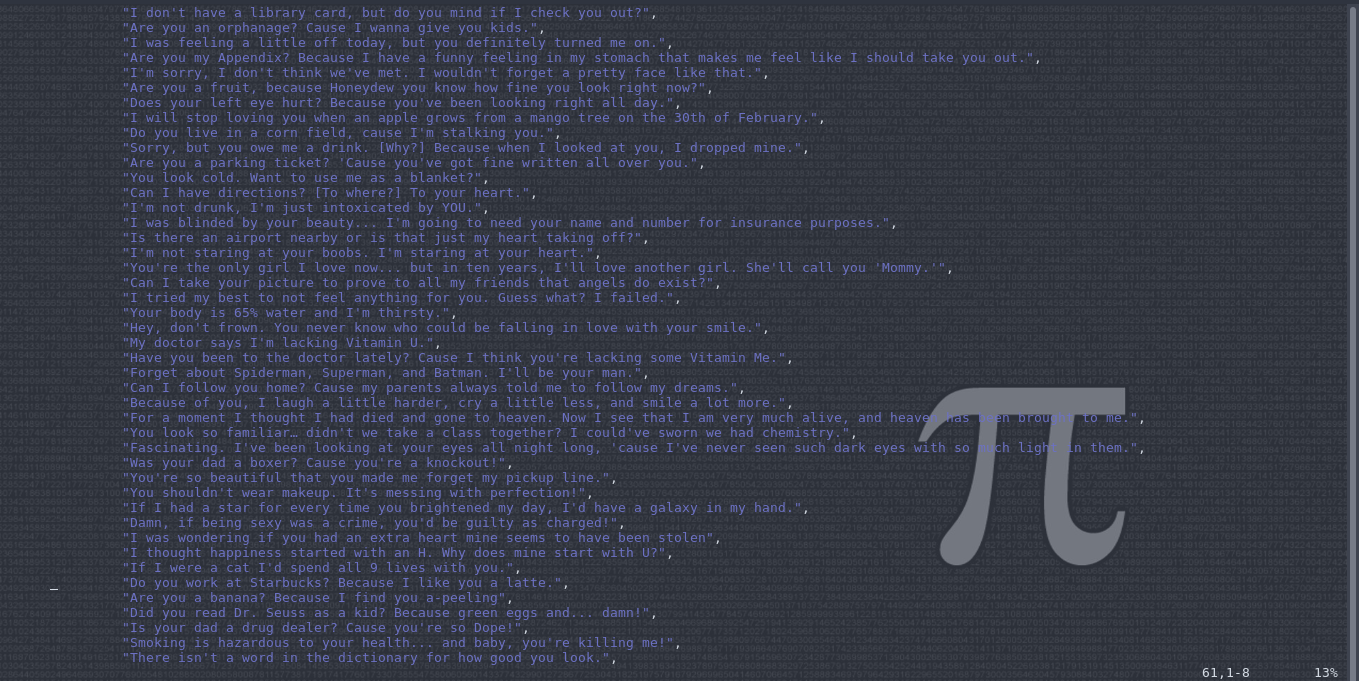 "I don't have a library card, but do you mind if I check you out?",
"Are you an orphanage? Cause I wanna give you kids.",
"I was feeling a little off today, but you definitely turned me on.",
"Are you my Appendix? Because I have a funny feeling in my stomach that makes me feel like I should take you out.",
"I'm sorry, I don't think we've met. I wouldn't forget a pretty face like that.",
"Are you a fruit, because Honeydew you know how fine you look right now?",
"Does your left eye hurt? Because you've been looking right all day.",
"I will stop loving you when an apple grows from a mango tree on the 30th of February.",
"Do you live in a corn field, cause I'm stalking you.",
"Sorry, but you owe me a drink. [Why?] Because when I looked at you, I dropped mine.",
"Are you a parking ticket? 'Cause you've got fine written all over you.",
"You look cold. Want to use me as a blanket?",
"Can I have directions? [To where?] To your heart.",
"I'm not drunk, I'm just intoxicated by YOU.",
"I was blinded by your beauty... I'm going to need your name and number for insurance purposes.",
"Is there an airport nearby or is that just my heart taking off?",
"I'm not staring at your boobs. I'm staring at your heart.",
"You're the only girl I love now... but in ten years, I'll love another girl. She'll call you 'Mommy.'",
"Can I take your picture to prove to all my friends that angels do exist?",
"I tried my best to not feel anything for you. Guess what? I failed.",
"Your body is 65% water and I'm thirsty.",
"Hey, don't frown. You never know who could be falling in love with your smile.",
"My doctor says I'm lacking Vitamin U.",
"Have you been to the doctor lately? Cause I think you're lacking some Vitamin Me.",
"Forget about Spiderman, Superman, and Batman. I'll be your man.",
"Can I follow you home? Cause my parents always told me to follow my dreams.",
"Because of you, I laugh a little harder, cry a little less, and smile a lot more.",
"For a moment I thought I had died and gone to heaven. Now I see that I am very much alive, and heaven has been brought to me.",
"You look so familiar… didn't we take a class together? I could've sworn we had chemistry.",
"Fascinating. I've been looking at your eyes all night long, 'cause I've never seen such dark eyes with so much light in them.",
"Was your dad a boxer? Cause you're a knockout!",
"You're so beautiful that you made me forget my pickup line.",
"You shouldn't wear makeup. It's messing with perfection!",
"If I had a star for every time you brightened my day, I'd have a galaxy in my hand.",
"Damn, if being sexy was a crime, you'd be guilty as charged!",
"I was wondering if you had an extra heart mine seems to have been stolen",
"I thought happiness started with an H. Why does mine start with U?",
"If I were a cat I'd spend all 9 lives with you.",
"Do you work at Starbucks? Because I like you a latte.",
"Are you a banana? Because I find you a-peeling",
"Did you read Dr. Seuss as a kid? Because green eggs and... damn!",
"Is your dad a drug dealer? Cause you're so Dope!",
"Smoking is hazardous to your health... and baby, you're killing me!",
"There isn't a word in the dictionary for how good you look.",
π
61,1-8 13%